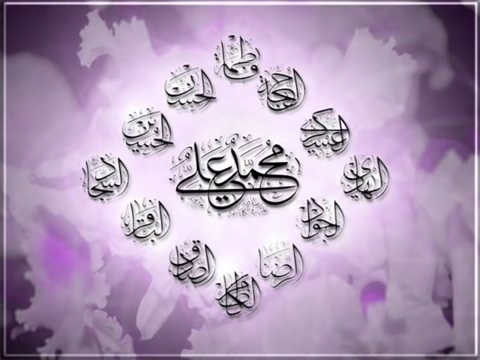 فاطمة
الحسن
الحجة
الحسين
العسكري
محمد علي
السجاد
الهادي
الباقر
الجواد
الصادق
الرضا
الكاظم